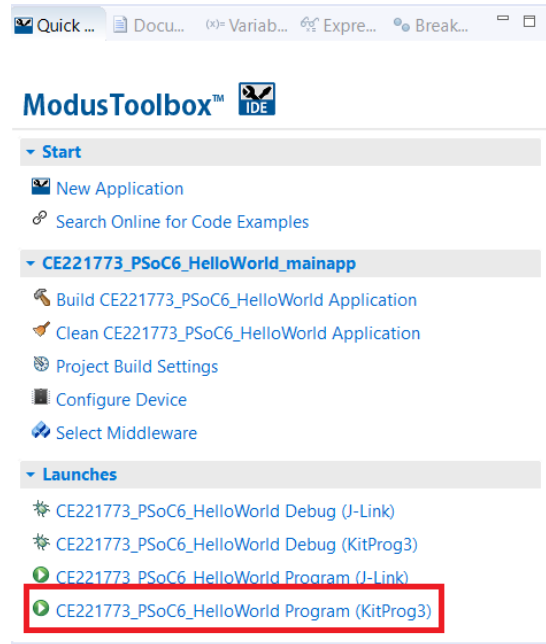 Quick ... Docu... (x)= Variab... Expre... Break...
ModusToolbox™ IDE
Start
New Application
Search Online for Code Examples
CE221773_PSoC6_HelloWorld_mainapp
Build CE221773_PSoC6_HelloWorld Application
Clean CE221773_PSoC6_HelloWorld Application
Project Build Settings
Configure Device
Select Middleware
Launches
CE221773_PSoC6_HelloWorld Debug (J-Link)
CE221773_PSoC6_HelloWorld Debug (KitProg3)
CE221773_PSoC6_HelloWorld Program (J-Link)
CE221773_PSoC6_HelloWorld Program (KitProg3)